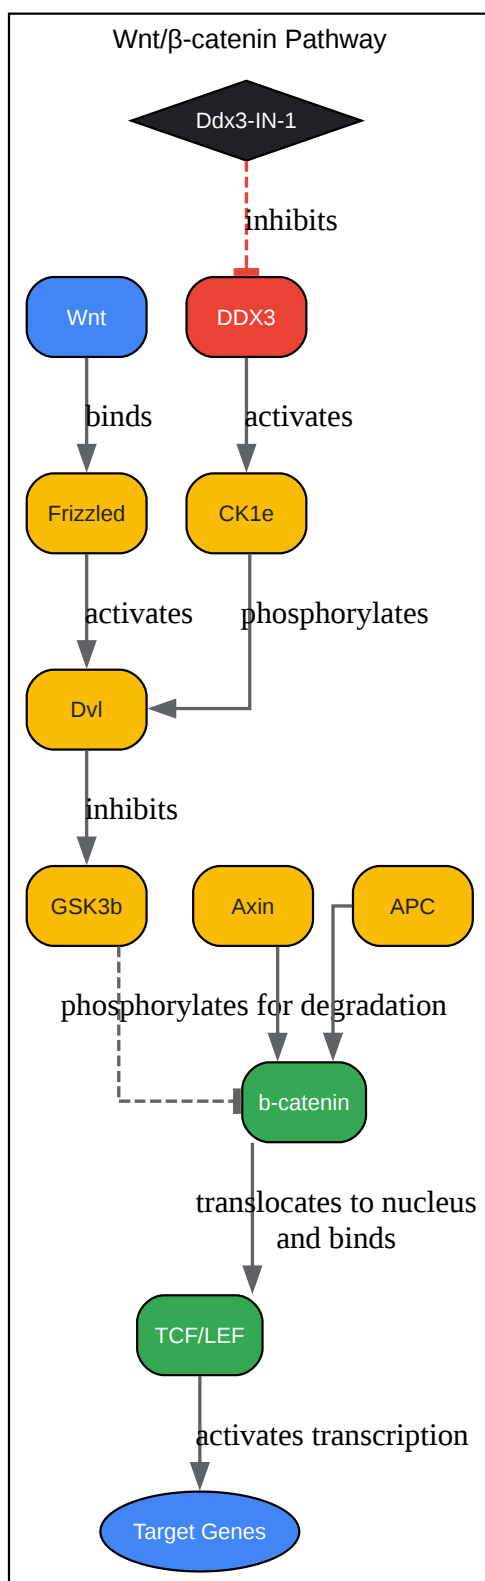 Wnt/β-catenin Pathway
Ddx3-IN-1
inhibits
Wnt
DDX3
binds
activates
Frizzled
CK1e
activates
phosphorylates
Dvl
inhibits
GSK3b
Axin
APC
phosphorylates for degradation
b-catenin
translocates to nucleus
and binds
TCF/LEF
activates transcription
Target Genes